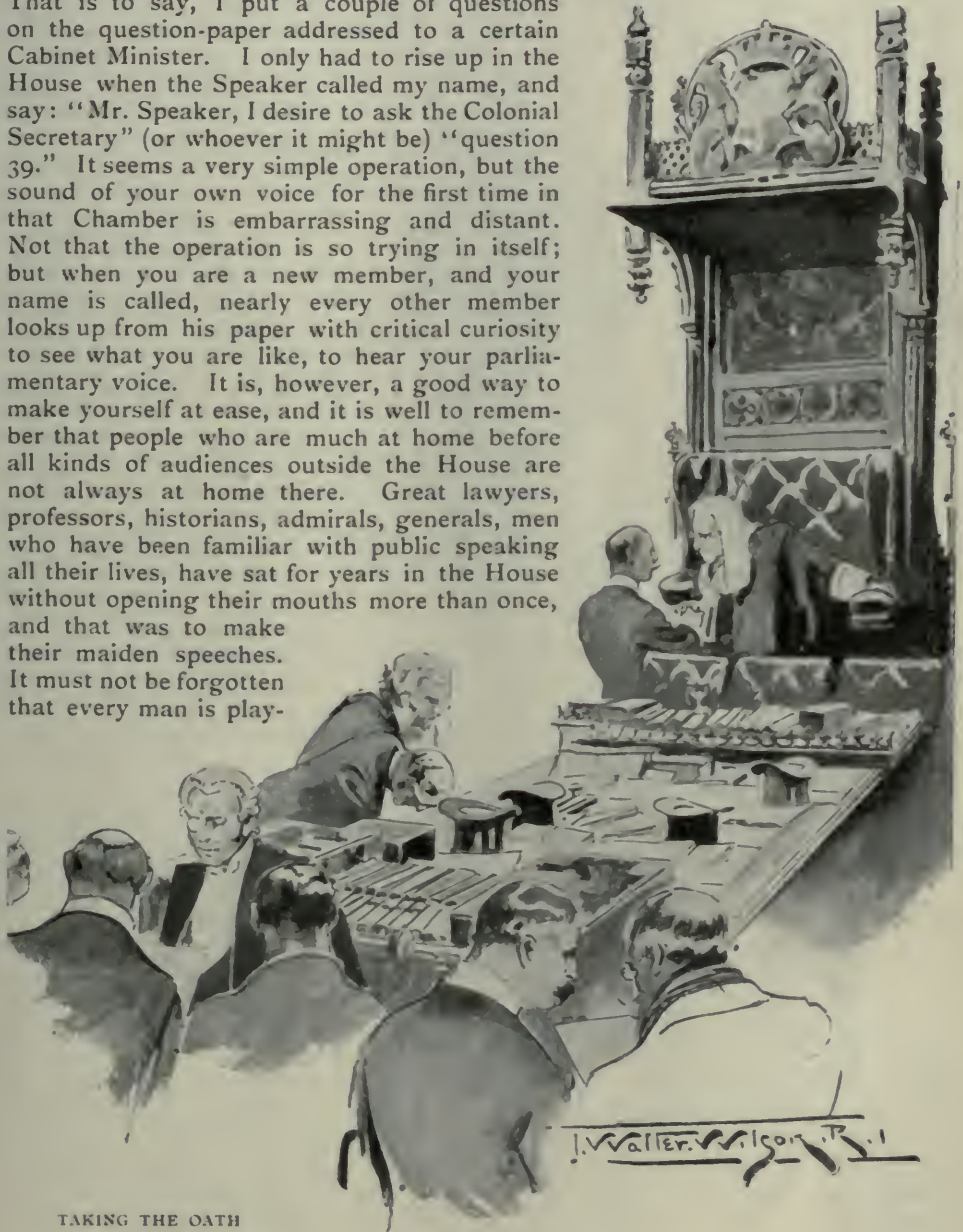 That is to say, I put a couple of questions
on the question-paper addressed to a certain
Cabinet Minister. I only had to rise up in the
House when the Speaker called my name, and
say: "Mr. Speaker, I desire to ask the Colonial
Secretary" (or whoever it might be) "question
39." It seems a very simple operation, but the
sound of your own voice for the first time in
that Chamber is embarrassing and distant.
Not that the operation is so trying in itself;
but when you are a new member, and your
name is called, nearly every other member
looks up from his paper with critical curiosity
to see what you are like, to hear your parlia-
mentary voice. It is, however, a good way to
make yourself at ease, and it is well to remem-
ber that people who are much at home before
all kinds of audiences outside the House are
not always at home there. Great lawyers,
professors, historians, admirals, generals, men
who have been familiar with public speaking
all their lives, have sat for years in the House
without opening their mouths more than once,
and that was to make
their maiden speeches.
It must not be forgotten
that every man is play-
T. Walter. Wilson. R. I
TAKING THE OATH